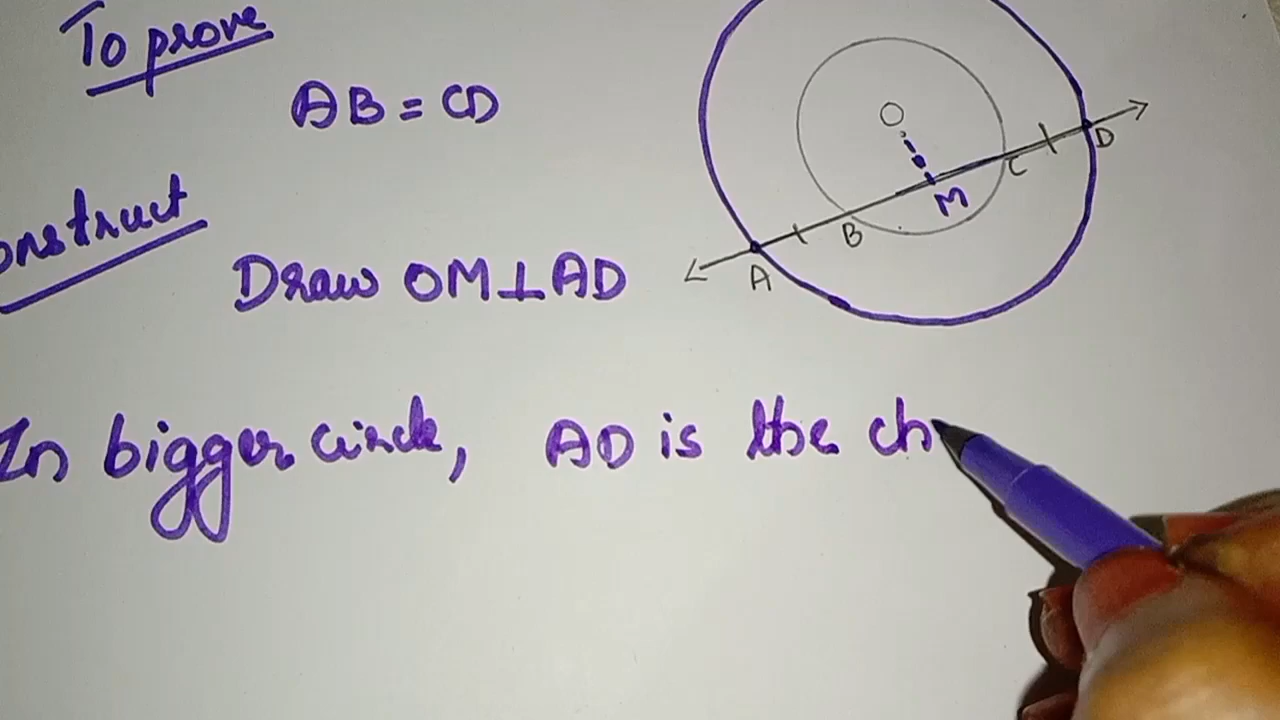 To prove
AB = CD
onstruct
Draw OM⊥AD
In bigger circle, AD is the ch
O
M
C
D
B
A